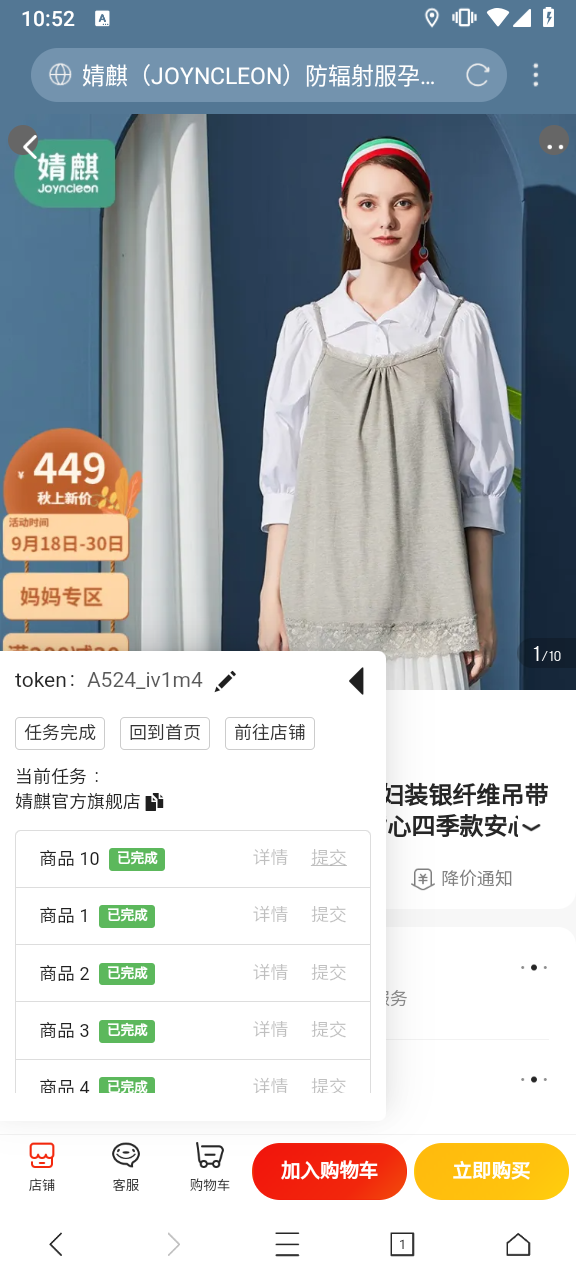 10:52
A
婧麒（JOYNCLEON）防辐射服孕...
婧麒
Joyncleon
¥ 449
秋上新价
活动时间
9月18日-30日
妈妈专区
1/10
token： A524_iv1m4
任务完成 回到首页 前往店铺
当前任务：
婧麒官方旗舰店
妇装银纤维吊带
心四季款安心
降价通知
商品 10 已完成 详情 提交
商品 1 已完成 详情 提交
商品 2 已完成 详情 提交
服务
商品 3 已完成 详情 提交
商品 4 已完成 详情 提交
店铺 客服 购物车 加入购物车 立即购买
1